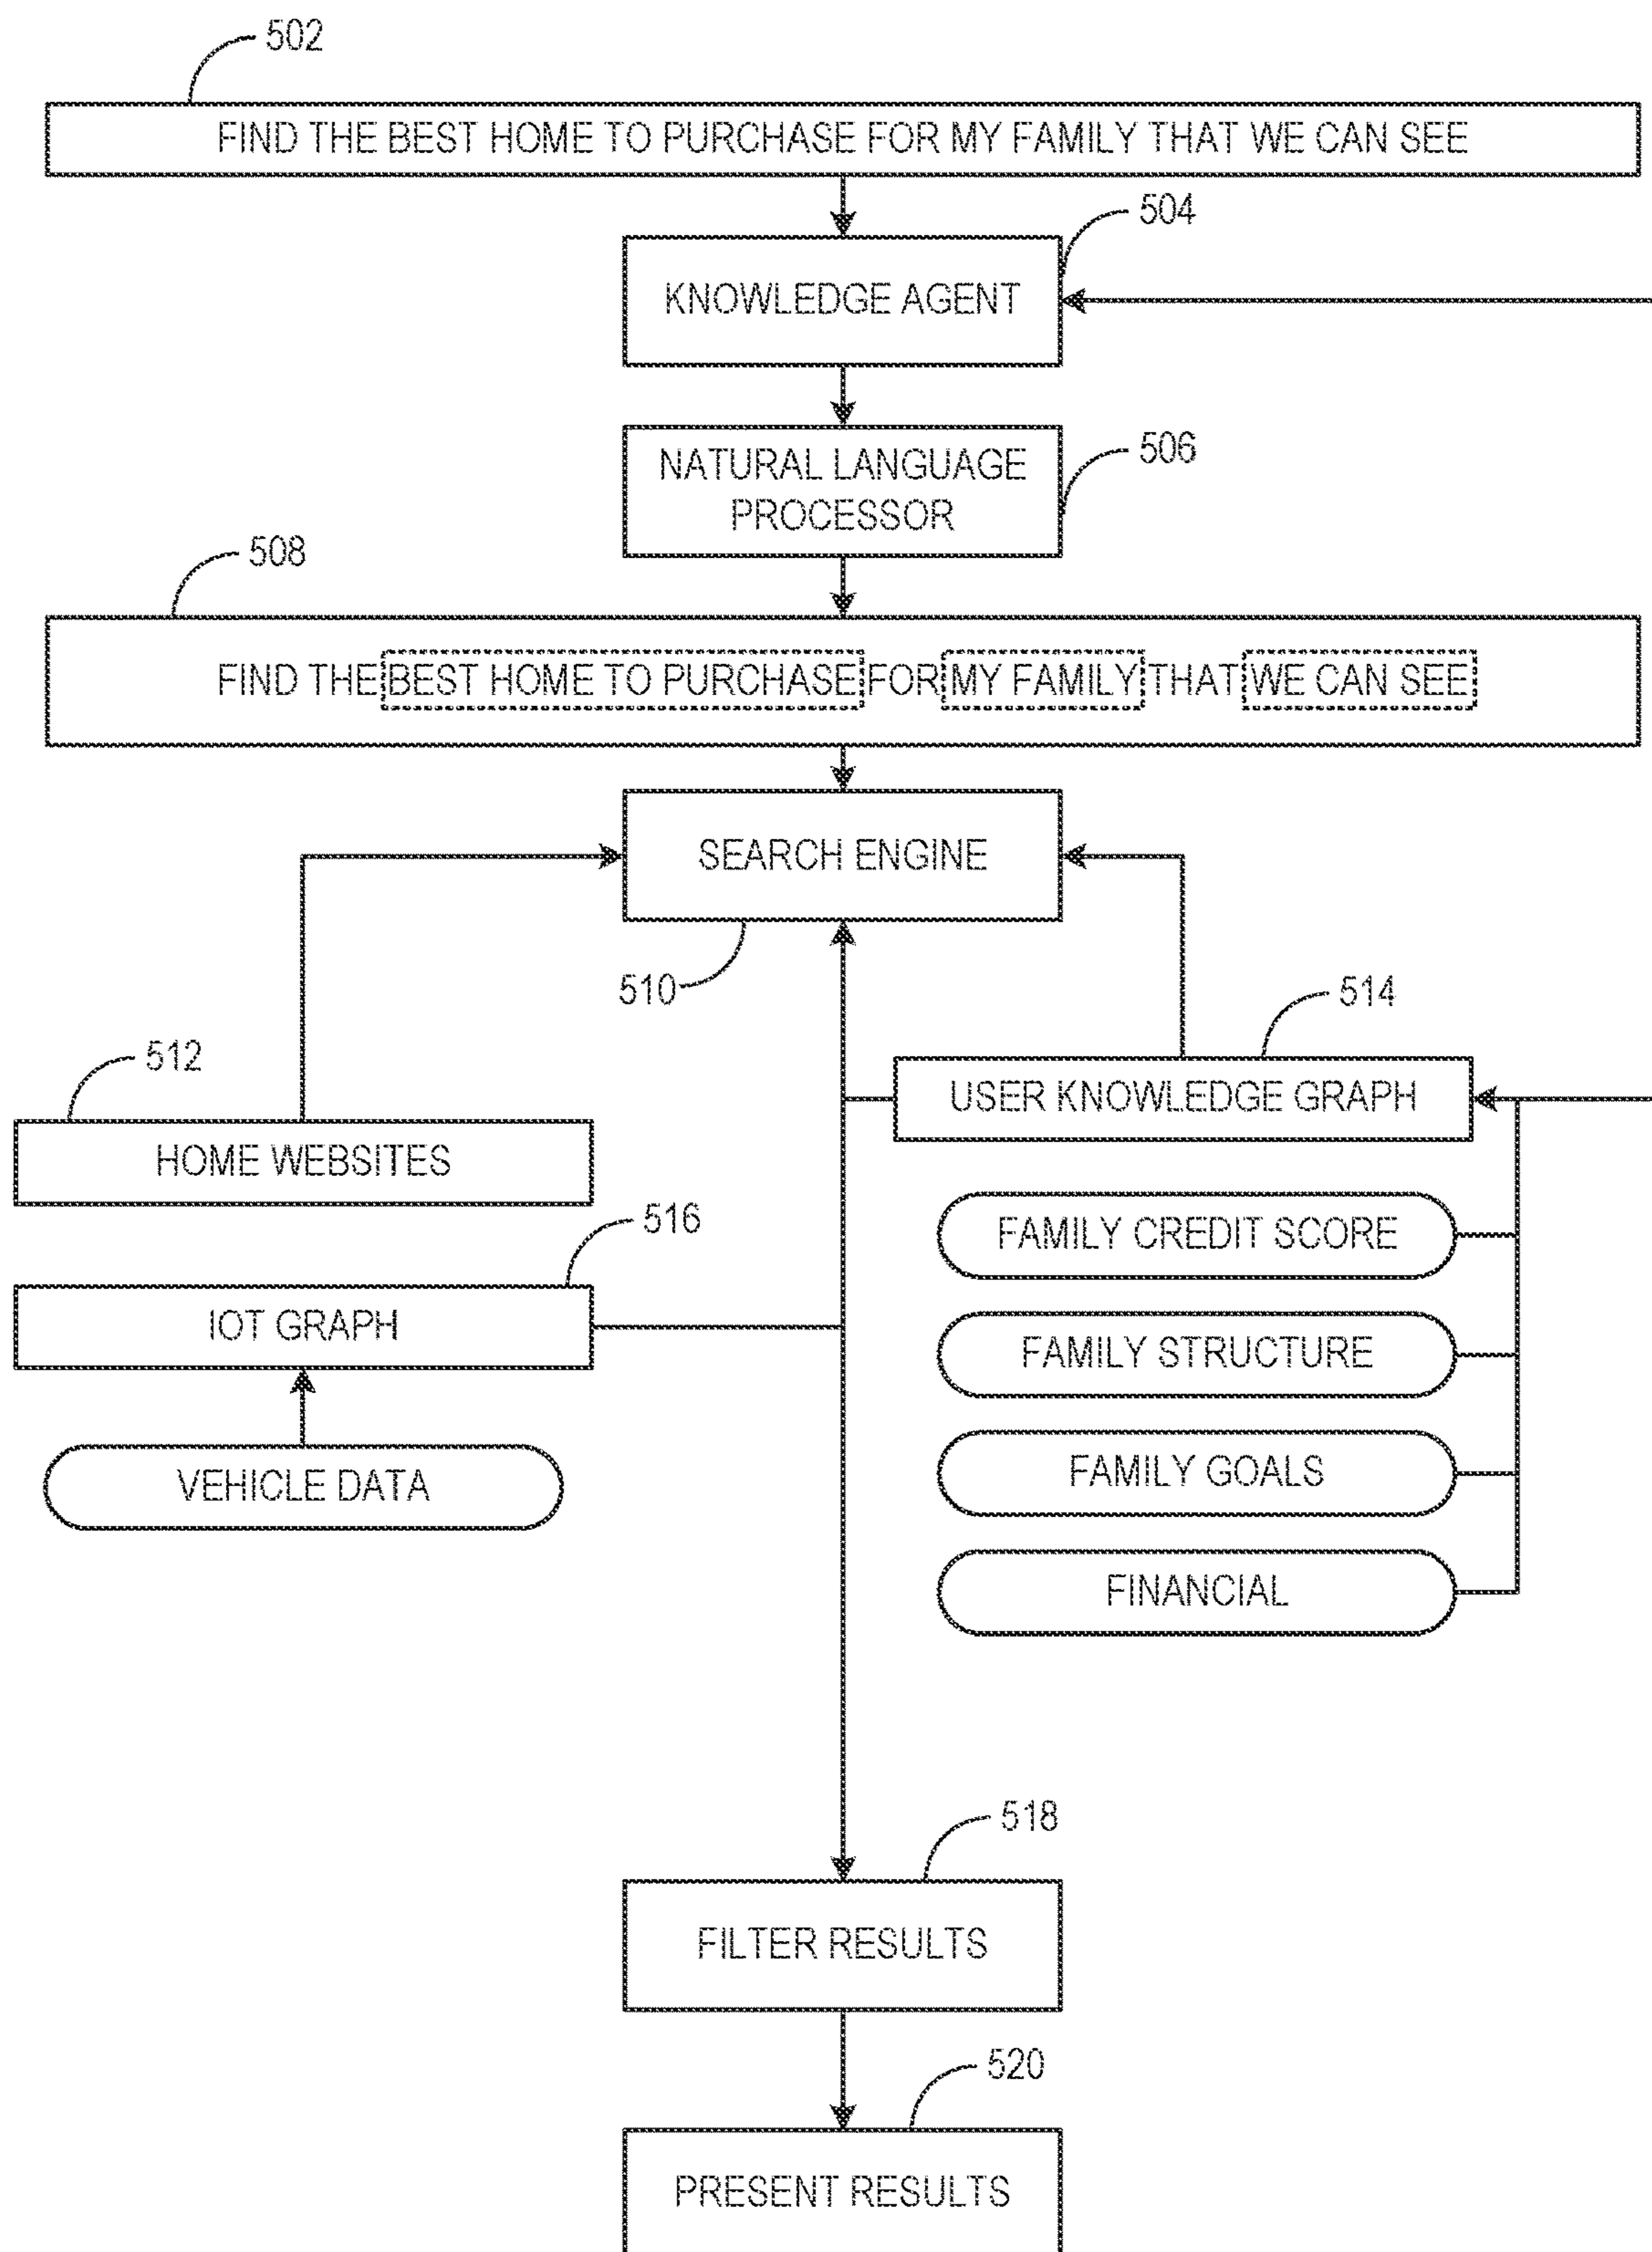 502
FIND THE BEST HOME TO PURCHASE FOR MY FAMILY THAT WE CAN SEE
504
KNOWLEDGE AGENT
NATURAL LANGUAGE
PROCESSOR
506
508
FIND THE BEST HOME TO PURCHASE FOR MY FAMILY THAT WE CAN SEE
SEARCH ENGINE
510
514
512
USER KNOWLEDGE GRAPH
HOME WEBSITES
516
FAMILY CREDIT SCORE
IOT GRAPH
FAMILY STRUCTURE
VEHICLE DATA
FAMILY GOALS
FINANCIAL
518
FILTER RESULTS
520
PRESENT RESULTS